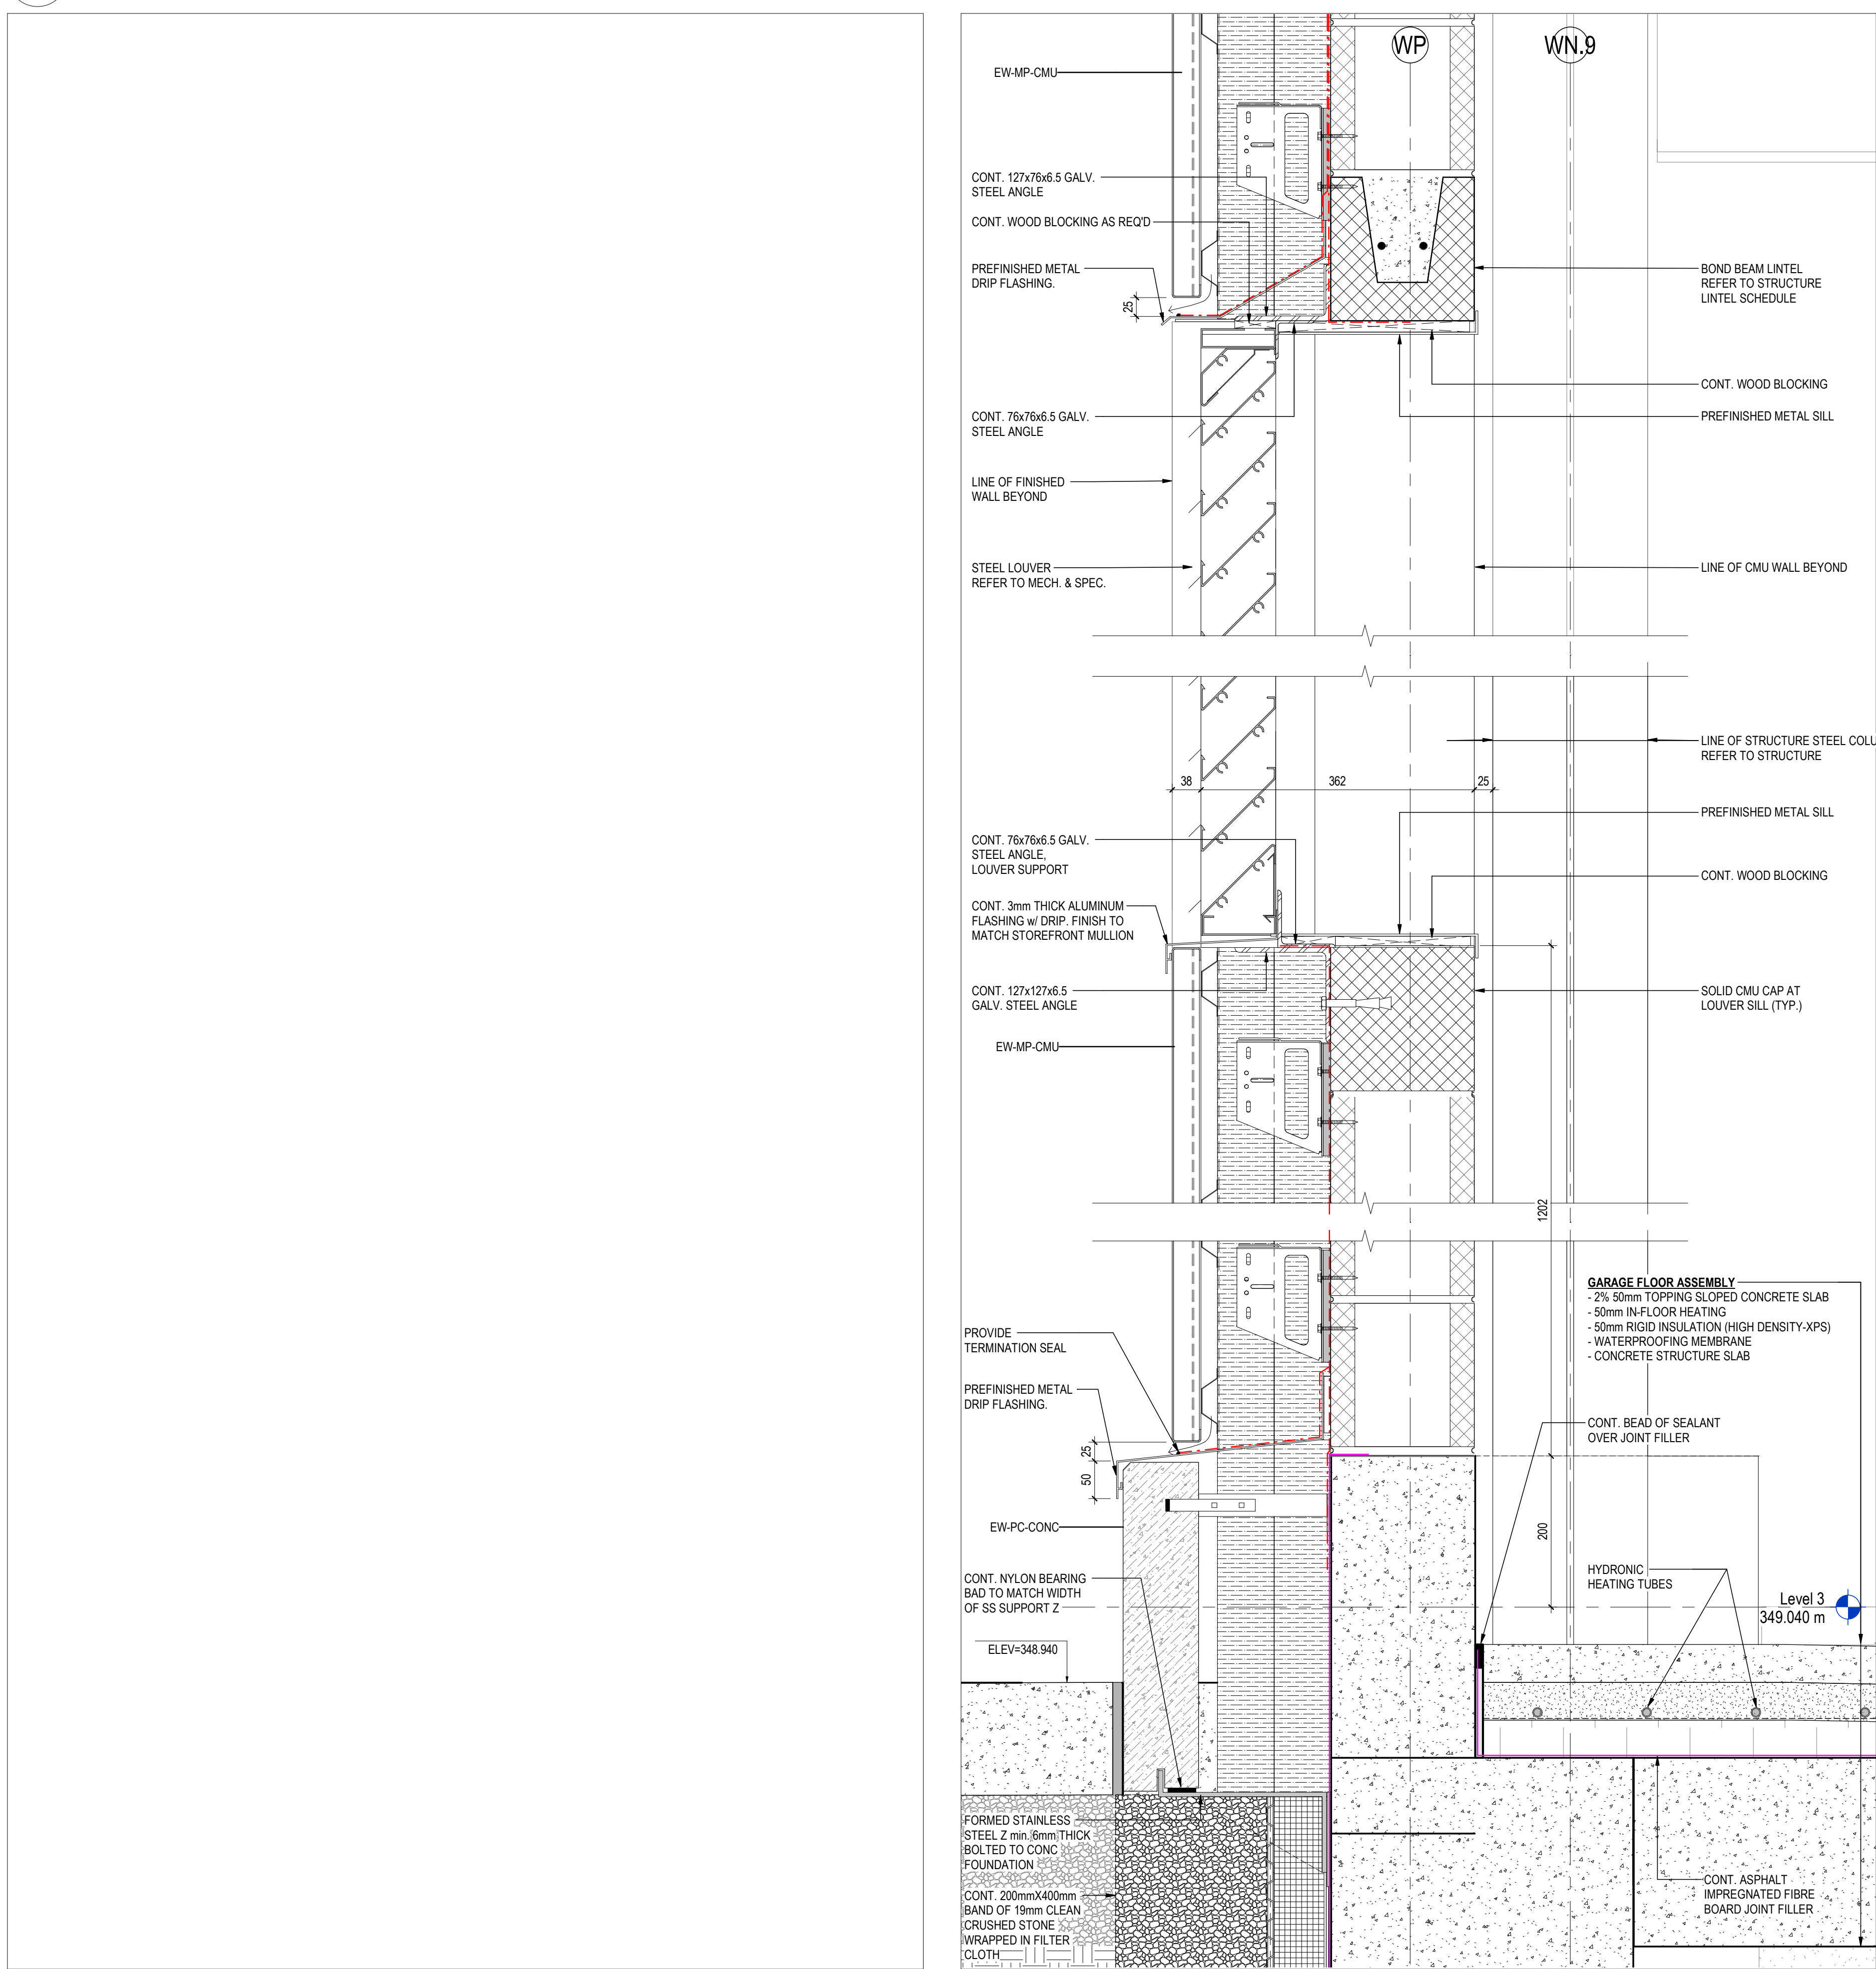 WP
WN.9
EW-MP-CMU
CONT. 127x76x6.5 GALV.
STEEL ANGLE
CONT. WOOD BLOCKING AS REQ'D
PREFINISHED METAL
DRIP FLASHING.
25
BOND BEAM LINTEL
REFER TO STRUCTURE
LINTEL SCHEDULE
CONT. WOOD BLOCKING
PREFINISHED METAL SILL
CONT. 76x76x6.5 GALV.
STEEL ANGLE
LINE OF FINISHED
WALL BEYOND
STEEL LOUVER
REFER TO MECH. & SPEC.
LINE OF CMU WALL BEYOND
LINE OF STRUCTURE STEEL COLU
REFER TO STRUCTURE
38
362
25
PREFINISHED METAL SILL
CONT. 76x76x6.5 GALV.
STEEL ANGLE,
LOUVER SUPPORT
CONT. WOOD BLOCKING
CONT. 3mm THICK ALUMINUM
FLASHING w/ DRIP. FINISH TO
MATCH STOREFRONT MULLION
CONT. 127x127x6.5
GALV. STEEL ANGLE
SOLID CMU CAP AT
LOUVER SILL (TYP.)
EW-MP-CMU
1202
GARAGE FLOOR ASSEMBLY
- 2% 50mm TOPPING SLOPED CONCRETE SLAB
- 50mm IN-FLOOR HEATING
- 50mm RIGID INSULATION (HIGH DENSITY-XPS)
- WATERPROOFING MEMBRANE
- CONCRETE STRUCTURE SLAB
PROVIDE
TERMINATION SEAL
PREFINISHED METAL
DRIP FLASHING.
25
50
CONT. BEAD OF SEALANT
OVER JOINT FILLER
EW-PC-CONC
200
CONT. NYLON BEARING
BAD TO MATCH WIDTH
OF SS SUPPORT Z
HYDRONIC
HEATING TUBES
Level 3
349.040 m
ELEV=348.940
FORMED STAINLESS
STEEL Z min. 6mm THICK
BOLTED TO CONC
FOUNDATION
CONT. 200mmX400mm
BAND OF 19mm CLEAN
CRUSHED STONE
WRAPPED IN FILTER
CLOTH
CONT. ASPHALT
IMPREGNATED FIBRE
BOARD JOINT FILLER